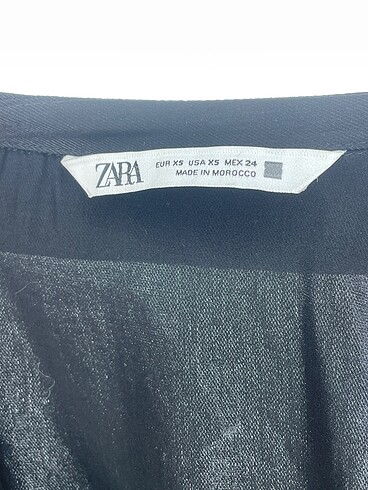 ZARA
EUR XS USA XS MEX 24
MADE IN MOROCCO